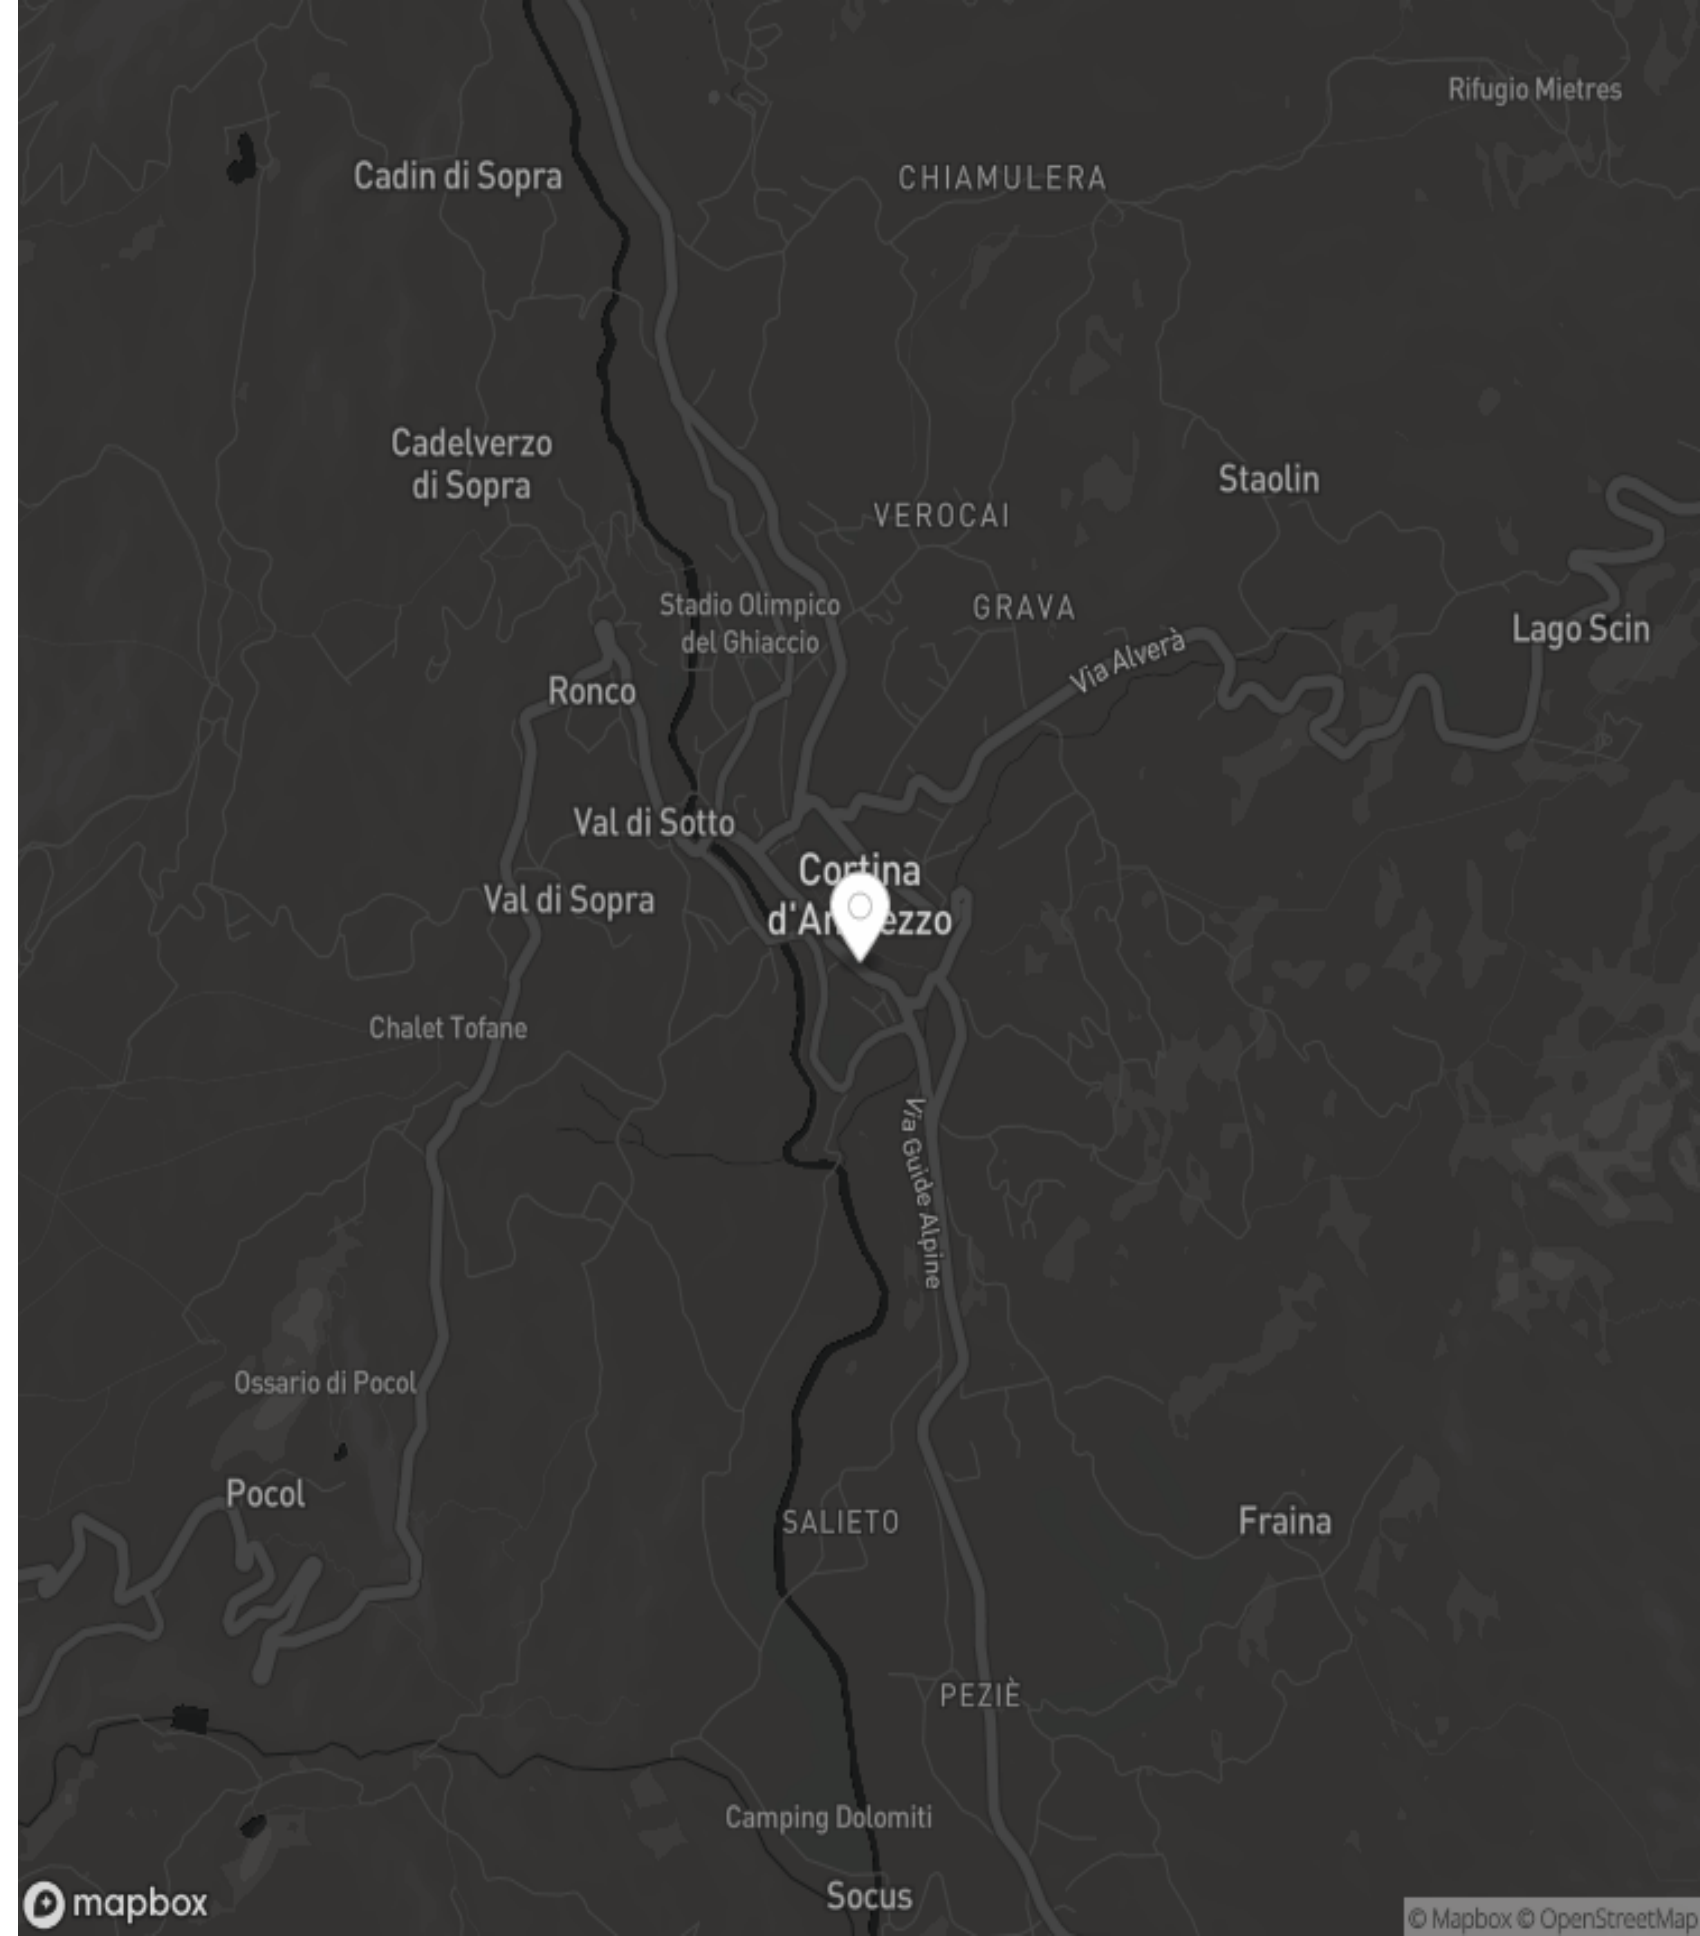 Rifugio Mietres
Cadin di Sopra
CHIAMULERA
Cadelverzo
di Sopra
Staolin
VEROCAI
Stadio Olimpico
del Ghiaccio
GRAVA
Lago Scin
Via Alverà
Ronco
Val di Sotto
Cortina
Val di Sopra
Chalet Tofane
Via Guide Alpine
Ossario di Pocol
Pocol
SALIETO
Fraina
PEZIÈ
Camping Dolomiti
Socus
mapbox
© Mapbox © OpenStreetMap